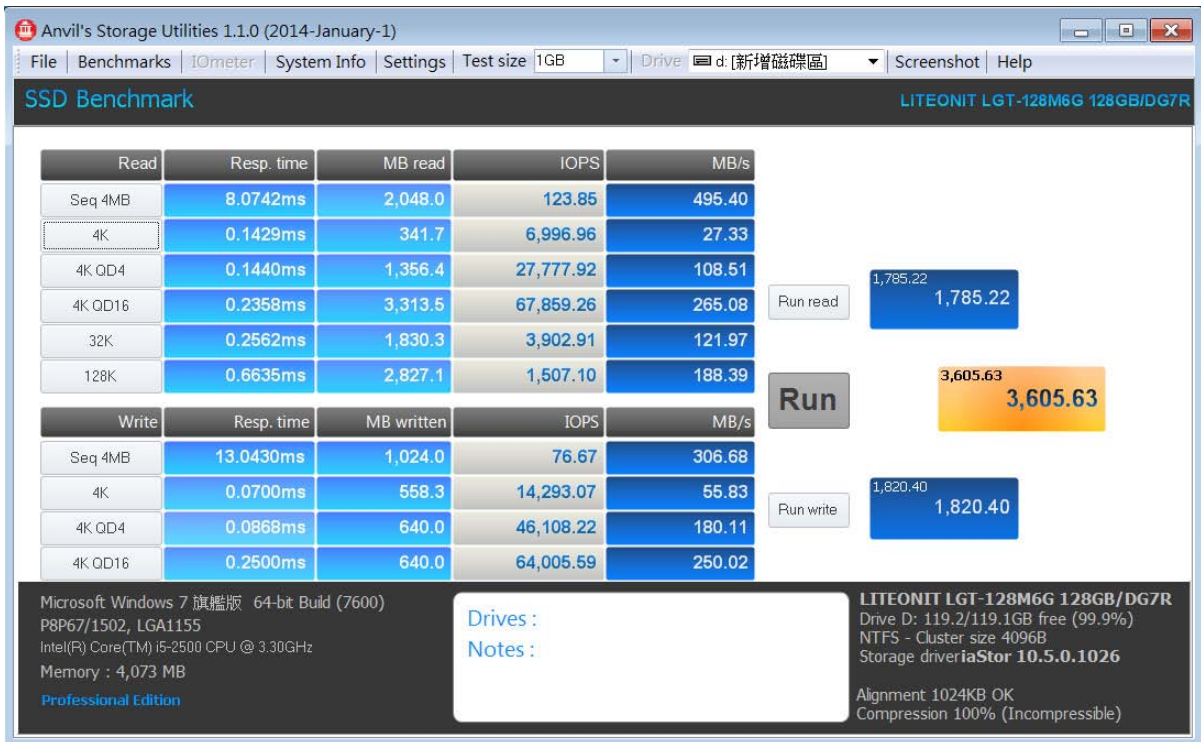 Anvil's Storage Utilities 1.1.0 (2014-January-1)
File Benchmarks IOmeter System Info Settings Test size 1GB Drive d: [新增磁碟區] Screenshot Help
SSD Benchmark LITEONIT LGT-128M6G 128GB/DG7R
Read Resp. time MB read IOPS MB/s
Seq 4MB 8.0742ms 2,048.0 123.85 495.40
4K 0.1429ms 341.7 6,996.96 27.33
4K QD4 0.1440ms 1,356.4 27,777.92 108.51
4K QD16 0.2358ms 3,313.5 67,859.26 265.08
32K 0.2562ms 1,830.3 3,902.91 121.97
128K 0.6635ms 2,827.1 1,507.10 188.39
Run read
1,785.22
1,785.22
Run
3,605.63
3,605.63
Write Resp. time MB written IOPS MB/s
Seq 4MB 13.0430ms 1,024.0 76.67 306.68
4K 0.0700ms 558.3 14,293.07 55.83
4K QD4 0.0868ms 640.0 46,108.22 180.11
4K QD16 0.2500ms 640.0 64,005.59 250.02
Run write
1,820.40
1,820.40
Microsoft Windows 7 旗艦版 64-bit Build (7600)
P8P67/1502, LGA1155
Intel(R) Core(TM) i5-2500 CPU @ 3.30GHz
Memory : 4,073 MB
Professional Edition
Drives :
Notes :
LITEONIT LGT-128M6G 128GB/DG7R
Drive D: 119.2/119.1GB free (99.9%)
NTFS - Cluster size 4096B
Storage driveriaStor 10.5.0.1026
Alignment 1024KB OK
Compression 100% (Incompressible)